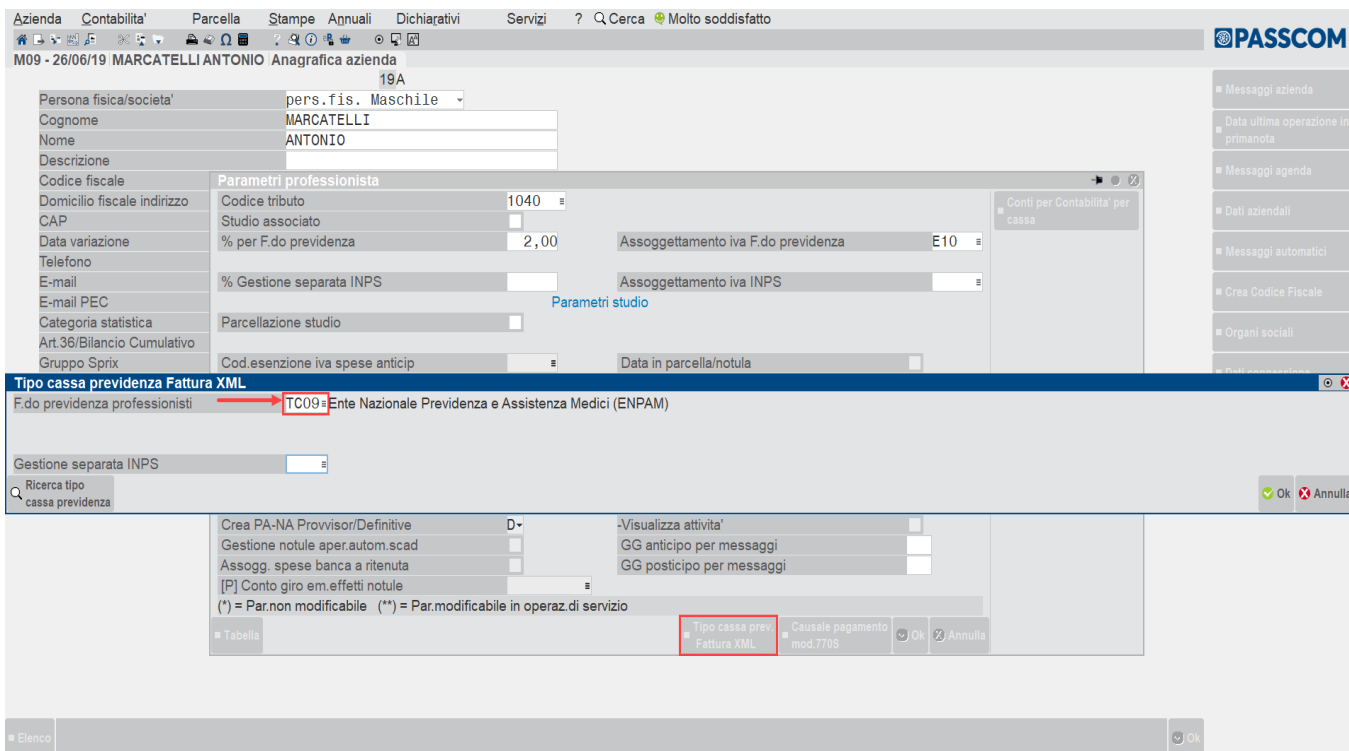 Azienda Contabilita' Parcella Stampe Annuali Dichiarativi Servizi ? Cerca Molto soddisfatto
PASSCOM
M09 - 26/06/19 MARCATELLI ANTONIO Anagrafica azienda
19A
Persona fisica/societa' pers.fis. Maschile
Cognome MARCATELLI
Nome ANTONIO
Descrizione
Codice fiscale
Domicilio fiscale indirizzo
CAP
Data variazione
Telefono
E-mail
E-mail PEC
Categoria statistica
Art.36/Bilancio Cumulativo
Gruppo Sprix
Parametri professionista
Codice tributo 1040
Studio associato
% per F.do previdenza 2,00 Assoggettamento iva F.do previdenza E10
% Gestione separata INPS Assoggettamento iva INPS
Parametri studio
Parcellazione studio
Cod.esenzione iva spese anticip Data in parcella/notula
Conti per Contabilita' per
cassa
Messaggi azienda
Data ultima operazione in
primanota
Messaggi agenda
Dati aziendali
Messaggi automatici
Crea Codice Fiscale
Organi sociali
Dati connessione
Tipo cassa previdenza Fattura XML
F.do previdenza professionisti TC09 Ente Nazionale Previdenza e Assistenza Medici (ENPAM)
Gestione separata INPS
Ricerca tipo
cassa previdenza
Ok Annulla
Crea PA-NA Provvisor/Definitive D -Visualizza attivita'
Gestione notule aper.autom.scad GG anticipo per messaggi
Assogg. spese banca a ritenuta GG posticipo per messaggi
[P] Conto giro em.effetti notule
(*) = Par.non modificabile (**) = Par.modificabile in operaz.di servizio
Tabella
Tipo cassa prev.
Fattura XML
Causale pagamento
mod.770S
Ok Annulla
Elenco
Ok